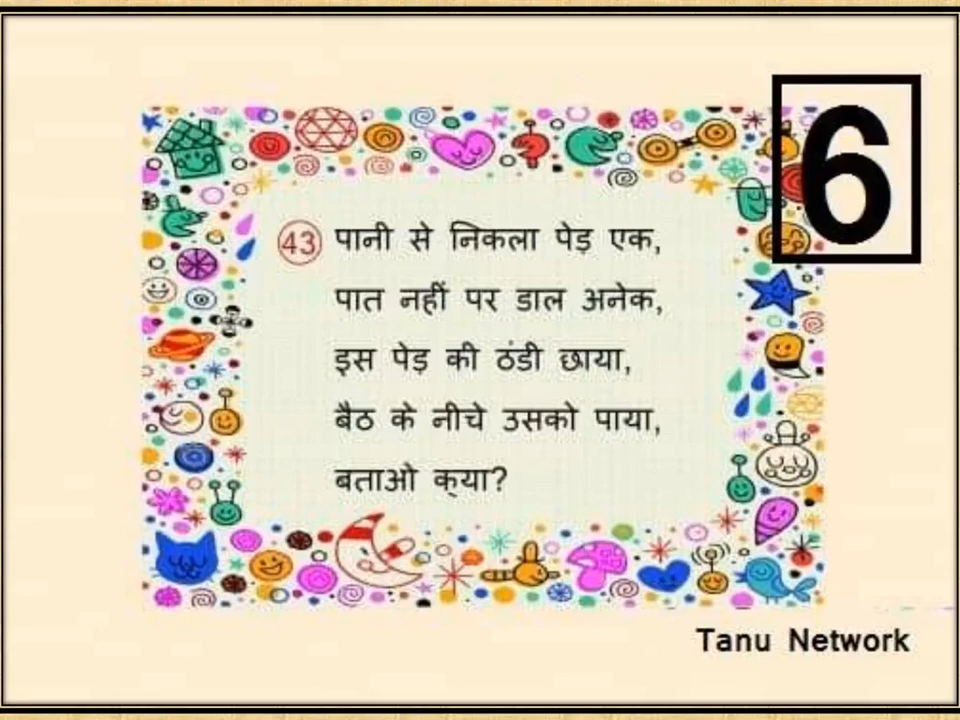 6
43 पानी से निकला पेड़ एक,
पात नहीं पर डाल अनेक,
इस पेड़ की ठंडी छाया,
बैठ के नीचे उसको पाया,
बताओ क्या?
Tanu Network